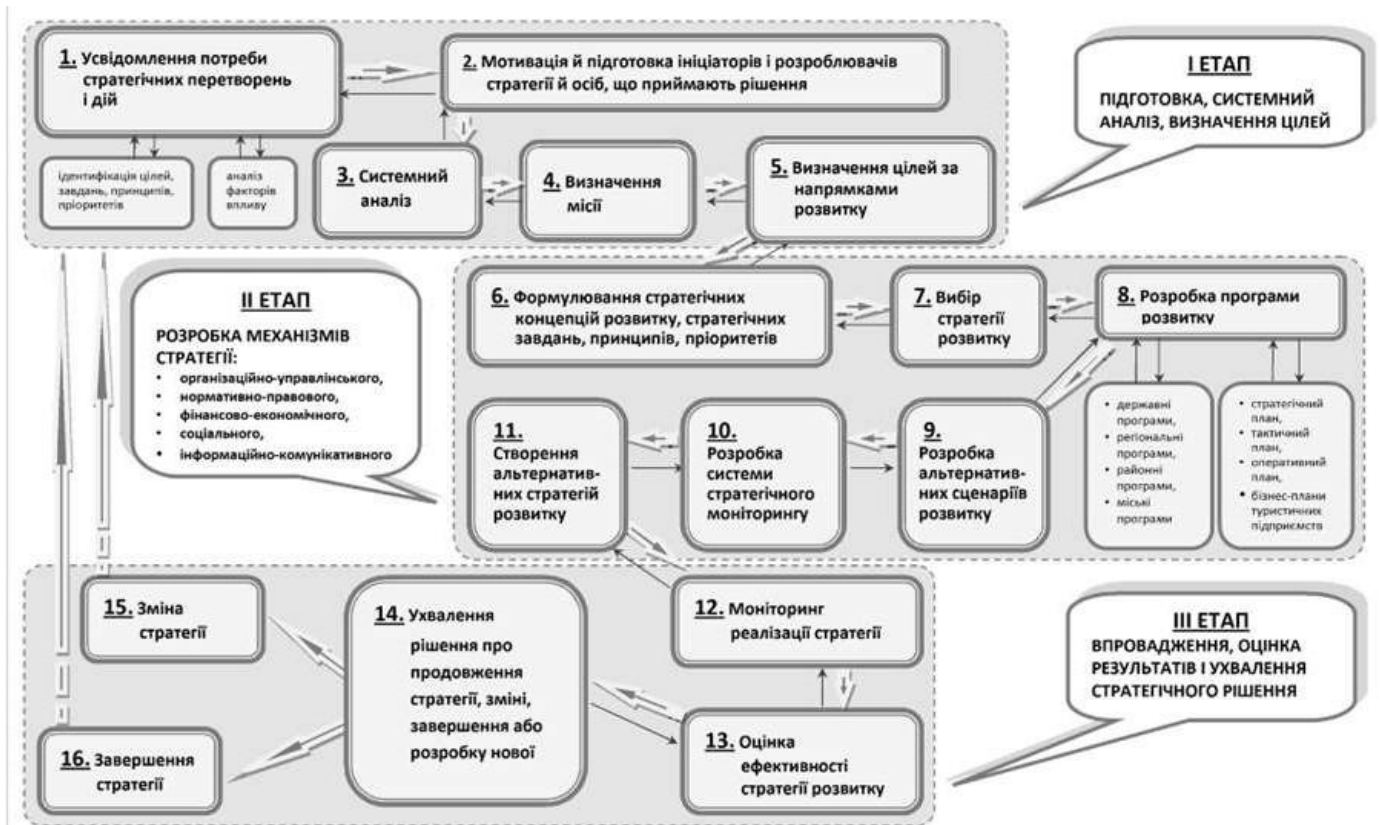 1. Усвідомлення потреби
стратегічних перетворень
і дій
2. Мотивація й підготовка ініціаторів і розроблювачів
стратегії й осіб, що приймають рішення
І ЕТАП
ПІДГОТОВКА, СИСТЕМНИЙ
АНАЛІЗ, ВИЗНАЧЕННЯ ЦІЛЕЙ
ідентифікація цілей,
завдань, принципів,
пріоритетів
аналіз
факторів
впливу
3. Системний
аналіз
4. Визначення
місії
5. Визначення цілей за
напрямками
розвитку
ІІ ЕТАП
РОЗРОБКА МЕХАНІЗМІВ
СТРАТЕГІЇ:
• організаційно-управлінського,
• нормативно-правового,
• фінансово-економічного,
• соціального,
• інформаційно-комунікативного
6. Формулювання стратегічних
концепцій розвитку, стратегічних
завдань, принципів, пріоритетів
7. Вибір
стратегії
розвитку
8. Розробка програми
розвитку
• державні
програми,
• регіональні
програми,
• районні
програми,
• міські
програми
• стратегічний
план,
• тактичний
план,
• оперативний
план,
• бізнес-плани
туристичних
підприємств
11.
Створення
альтернатив-
них стратегій
розвитку
10.
Розробка
системи
стратегічного
моніторингу
9.
Розробка
альтернатив-
них сценаріїв
розвитку
15. Зміна
стратегії
14. Ухвалення
рішення про
продовження
стратегії, зміні,
завершення або
розробку нової
12. Моніторинг
реалізації стратегії
ІІІ ЕТАП
ВПРОВАДЖЕННЯ, ОЦІНКА
РЕЗУЛЬТАТІВ І УХВАЛЕННЯ
СТРАТЕГІЧНОГО РІШЕННЯ
16. Завершення
стратегії
13. Оцінка
ефективності
стратегії розвитку